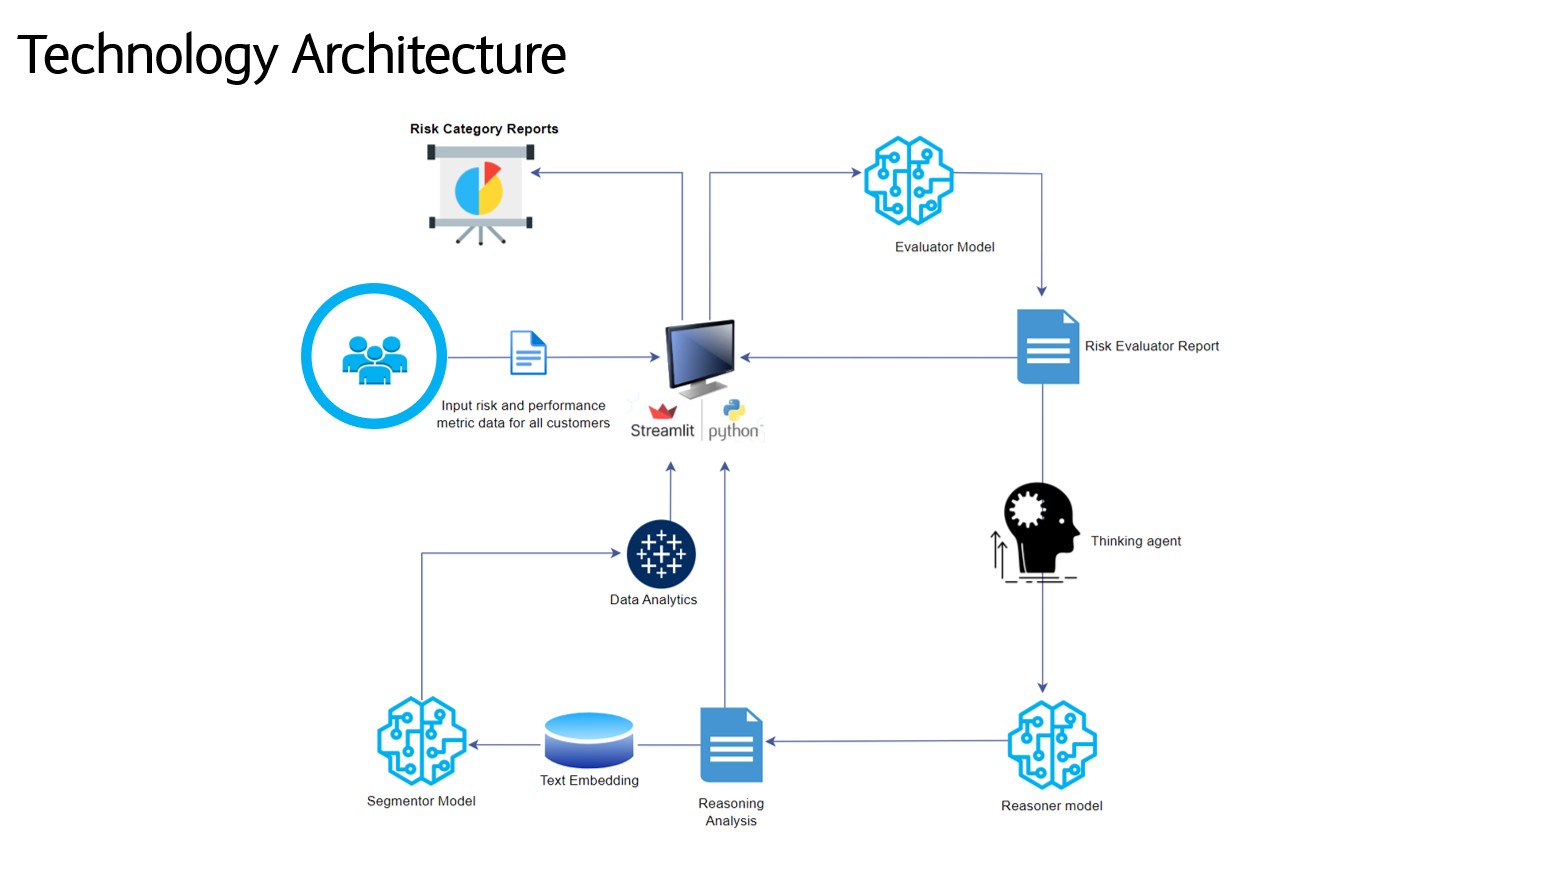 Technology Architecture
Risk Category Reports
Evaluator Model
Risk Evaluator Report
Input risk and performance
metric data for all customers
Streamlit
python
Thinking agent
Data Analytics
Text Embedding
Segmentor Model
Reasoning
Analysis
Reasoner model